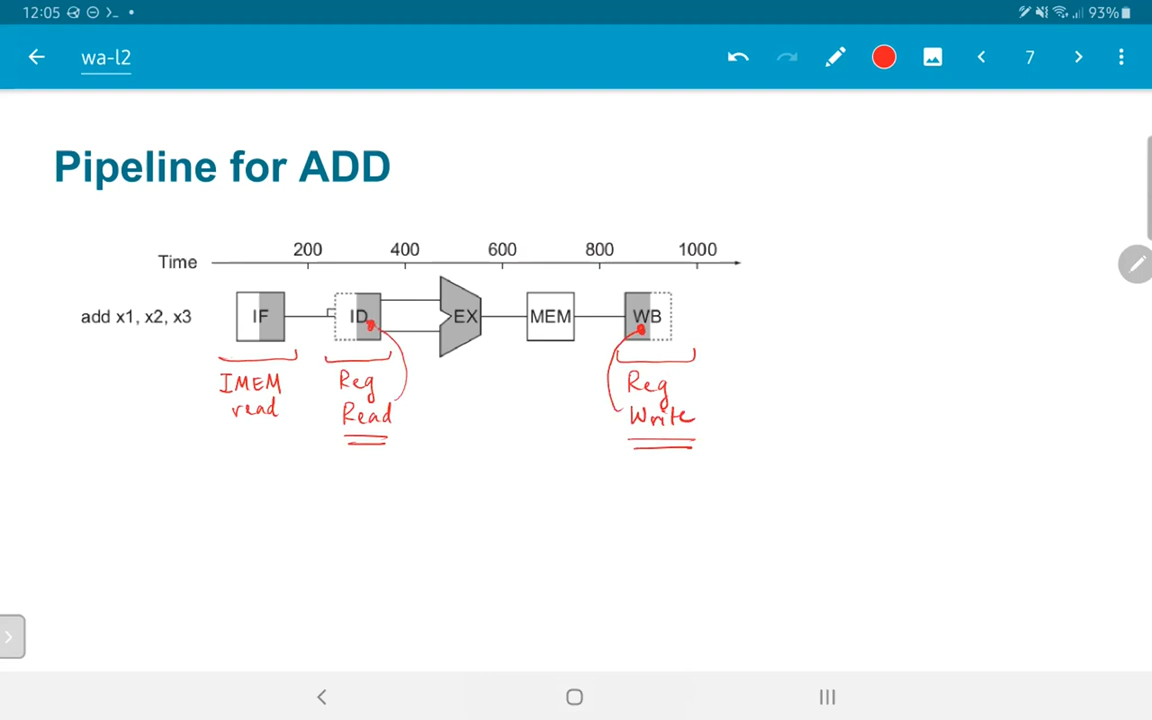 12:05
93%
wa-l2
7
Pipeline for ADD
200 400 600 800 1000
Time
add x1, x2, x3
IF ID EX MEM WB
IMEM
read
Reg
Read
Reg
Write